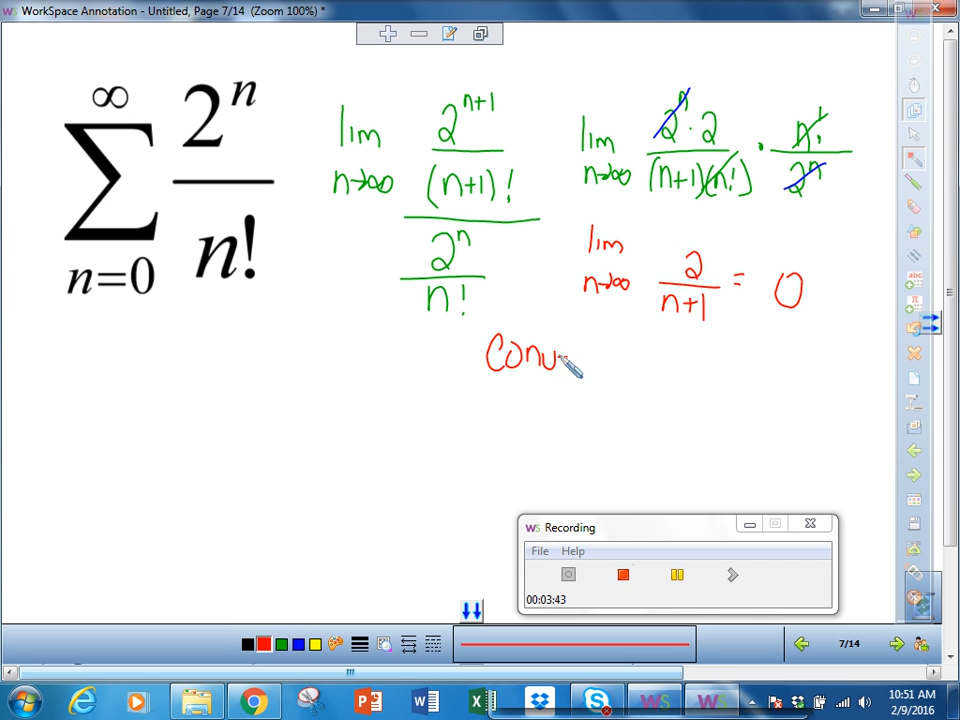 WorkSpace Annotation - Untitled, Page 7/14 (Zoom 100%) *
∞
∑
n=0
2^n
n!
lim
n→∞
2^{n+1}
(n+1)!
2^n
n!
lim
n→∞
2^n · 2
(n+1)(n!)
·
n!
2^n
lim
n→∞
2
n+1
= 0
Conv
WS Recording
File Help
00:03:43
7/14
10:51 AM
2/9/2016